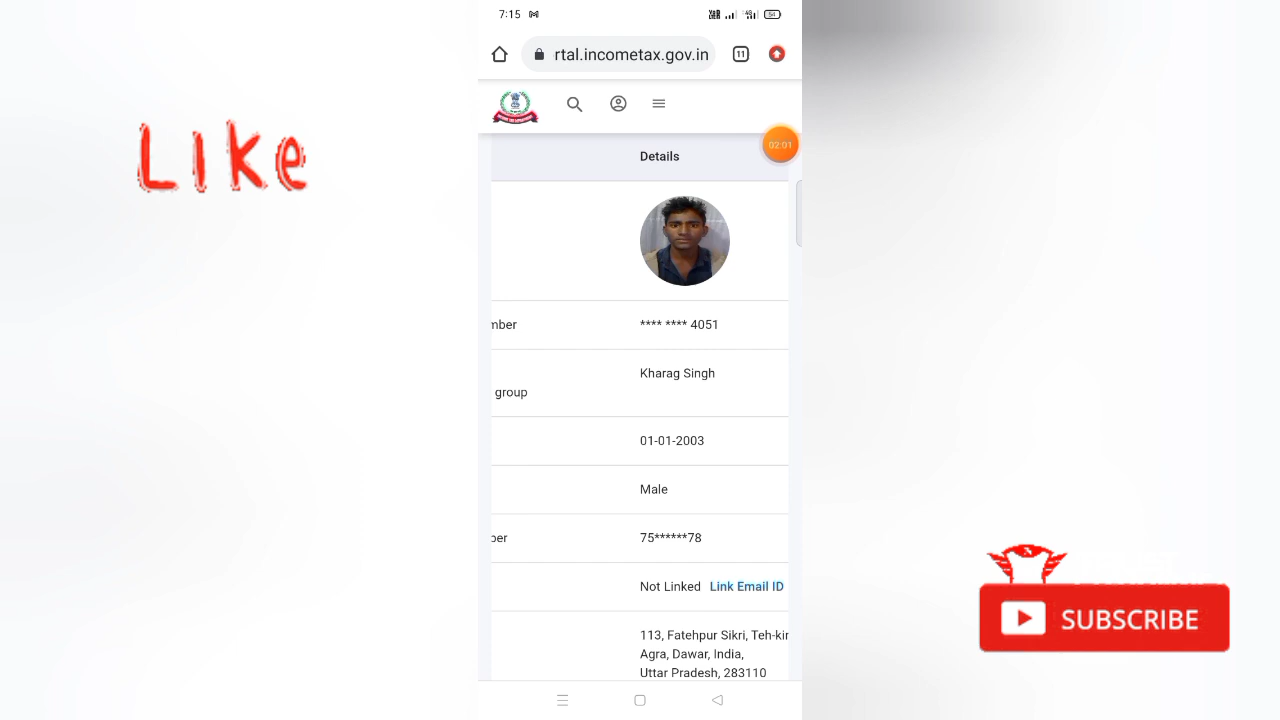 7:15
54
rtal.incometax.gov.in
11
Like
02:01
Details
mber
**** **** 4051
Kharag Singh
group
01-01-2003
Male
ber
75******78
Not Linked Link Email ID
SUBSCRIBE
113, Fatehpur Sikri, Teh-kir
Agra, Dawar, India,
Uttar Pradesh, 283110